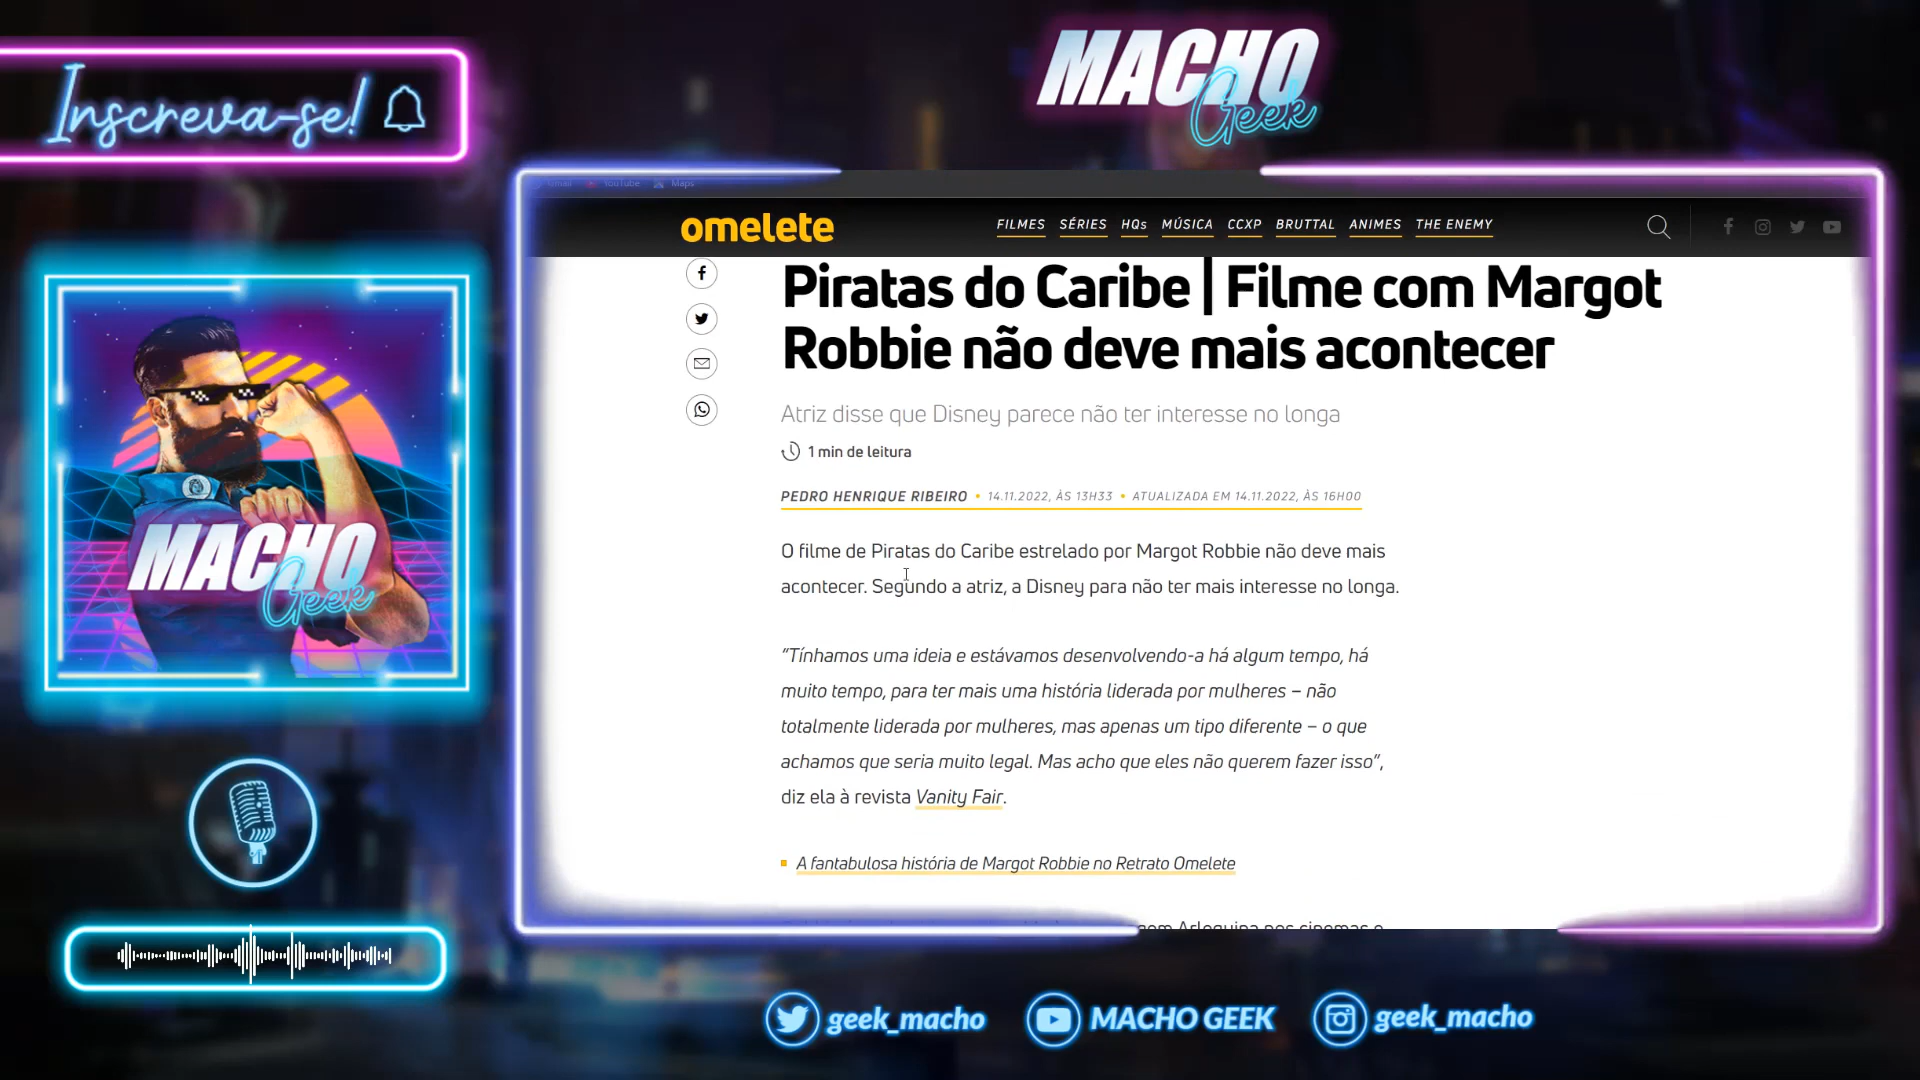 Inscreva-se!
MACHO
Geek
Gmail YouTube Maps
omelete
FILMES SÉRIES HQs MÚSICA CCXP BRUTTAL ANIMES THE ENEMY
Piratas do Caribe | Filme com Margot
Robbie não deve mais acontecer
Atriz disse que Disney parece não ter interesse no longa
1 min de leitura
PEDRO HENRIQUE RIBEIRO • 14.11.2022, ÀS 13H33 • ATUALIZADA EM 14.11.2022, ÀS 16H00
O filme de Piratas do Caribe estrelado por Margot Robbie não deve mais
acontecer. Segundo a atriz, a Disney para não ter mais interesse no longa.
“Tínhamos uma ideia e estávamos desenvolvendo-a há algum tempo, há
muito tempo, para ter mais uma história liderada por mulheres – não
totalmente liderada por mulheres, mas apenas um tipo diferente – o que
achamos que seria muito legal. Mas acho que eles não querem fazer isso”,
diz ela à revista Vanity Fair.
A fantabulosa história de Margot Robbie no Retrato Omelete
com Arlequina nos cinemas e
MACHO
Geek
geek_macho
MACHO GEEK
geek_macho